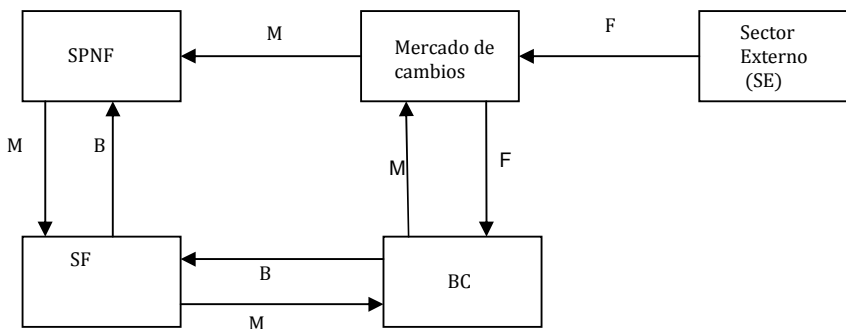 M
F
SPNF
Mercado de
cambios
Sector
Externo
(SE)
M
B
M
F
SF
B
BC
M